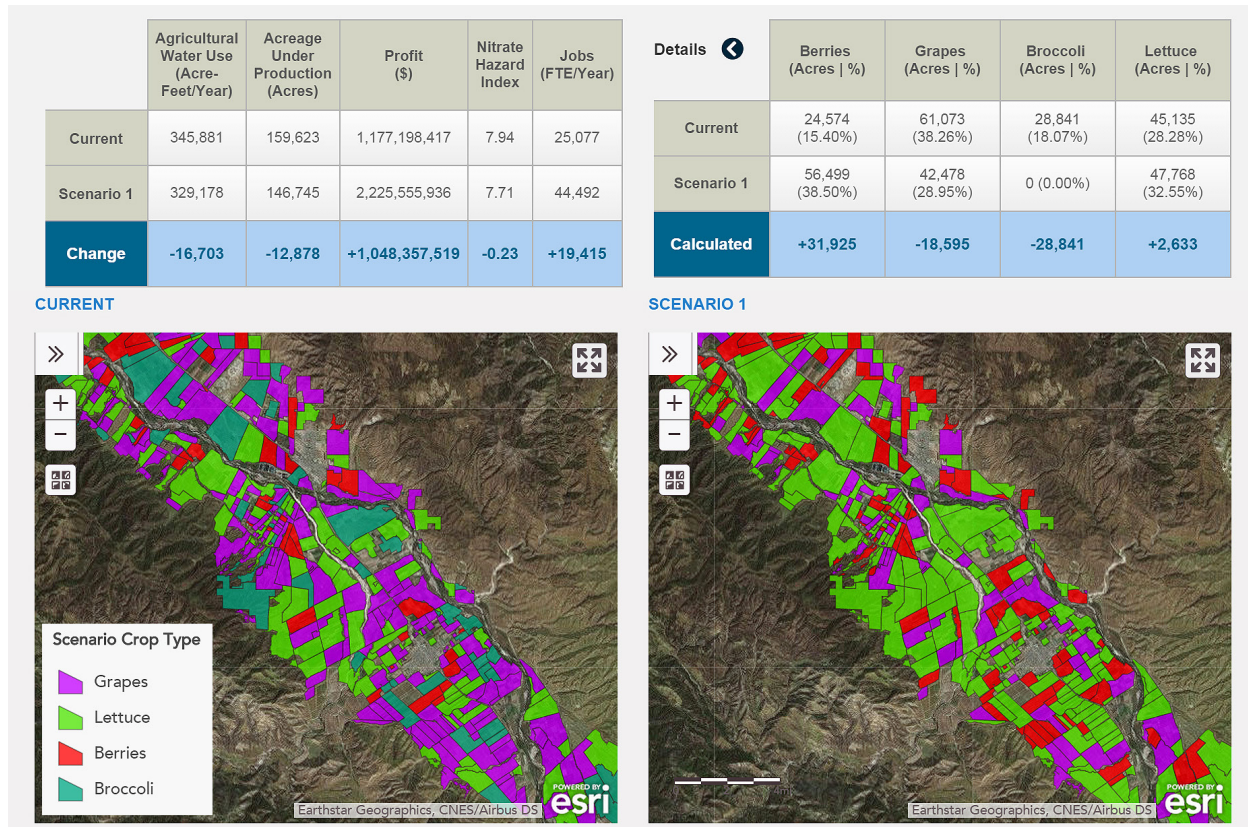 Agricultural
Water Use
(Acre-
Feet/Year)
Acreage
Under
Production
(Acres)
Profit
($)
Nitrate
Hazard
Index
Jobs
(FTE/Year)
Current
345,881
159,623
1,177,198,417
7.94
25,077
Scenario 1
329,178
146,745
2,225,555,936
7.71
44,492
Change
-16,703
-12,878
+1,048,357,519
-0.23
+19,415
Details
Berries
(Acres | %)
Grapes
(Acres | %)
Broccoli
(Acres | %)
Lettuce
(Acres | %)
Current
24,574
(15.40%)
61,073
(38.26%)
28,841
(18.07%)
45,135
(28.28%)
Scenario 1
56,499
(38.50%)
42,478
(28.95%)
0 (0.00%)
47,768
(32.55%)
Calculated
+31,925
-18,595
-28,841
+2,633
CURRENT
+
−
Scenario Crop Type
Grapes
Lettuce
Berries
Broccoli
Earthstar Geographics, CNES/Airbus DS
POWERED BY
esri
SCENARIO 1
+
−
Earthstar Geographics, CNES/Airbus DS
POWERED BY
esri